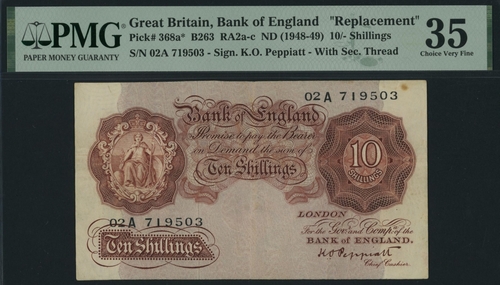 PMG
PAPER MONEY GUARANTY
Great Britain, Bank of England "Replacement"
Pick# 368a* B263 RA2a-c ND (1948-49) 10/- Shillings
S/N 02A 719503 - Sign. K.O. Peppiatt - With Sec. Thread
35
Choice Very Fine
02A 719503
Bank of England
Promise to pay the Bearer
on Demand the sum of
Ten Shillings
10
SHILLINGS
02A 719503
Ten Shillings
LONDON
For the Gov:r and Comp:a of the
BANK OF ENGLAND.
K O Peppiatt
Chief Cashier.